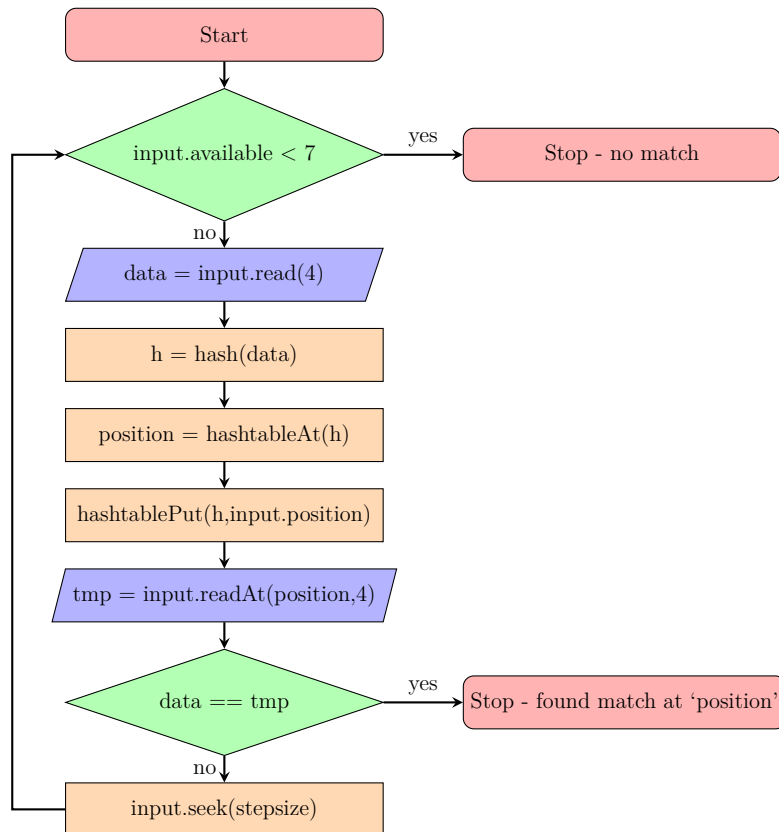 Start
input.available < 7
yes
Stop - no match
no
data = input.read(4)
h = hash(data)
position = hashtableAt(h)
hashtablePut(h,input.position)
tmp = input.readAt(position,4)
data == tmp
yes
Stop - found match at ‘position’
no
input.seek(stepsize)